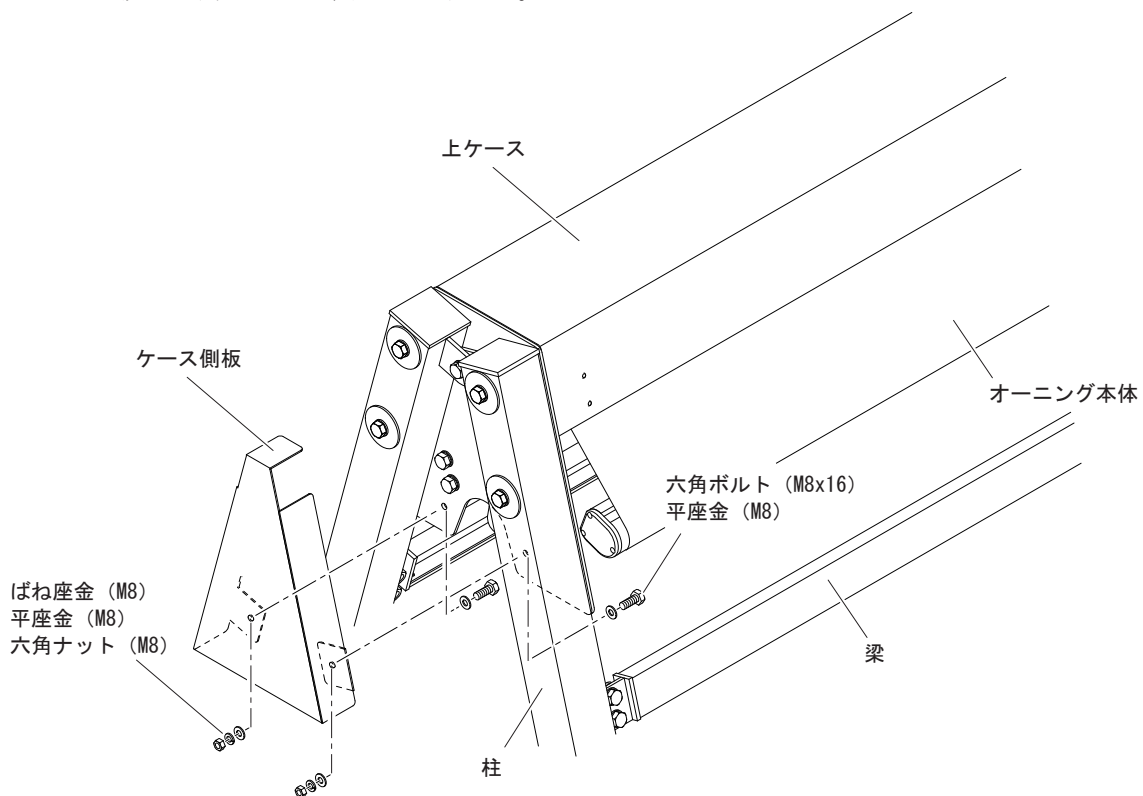 上ケース
ケース側板
オーニング本体
六角ボルト（M8x16）
平座金（M8）
ばね座金（M8）
平座金（M8）
六角ナット（M8）
梁
柱